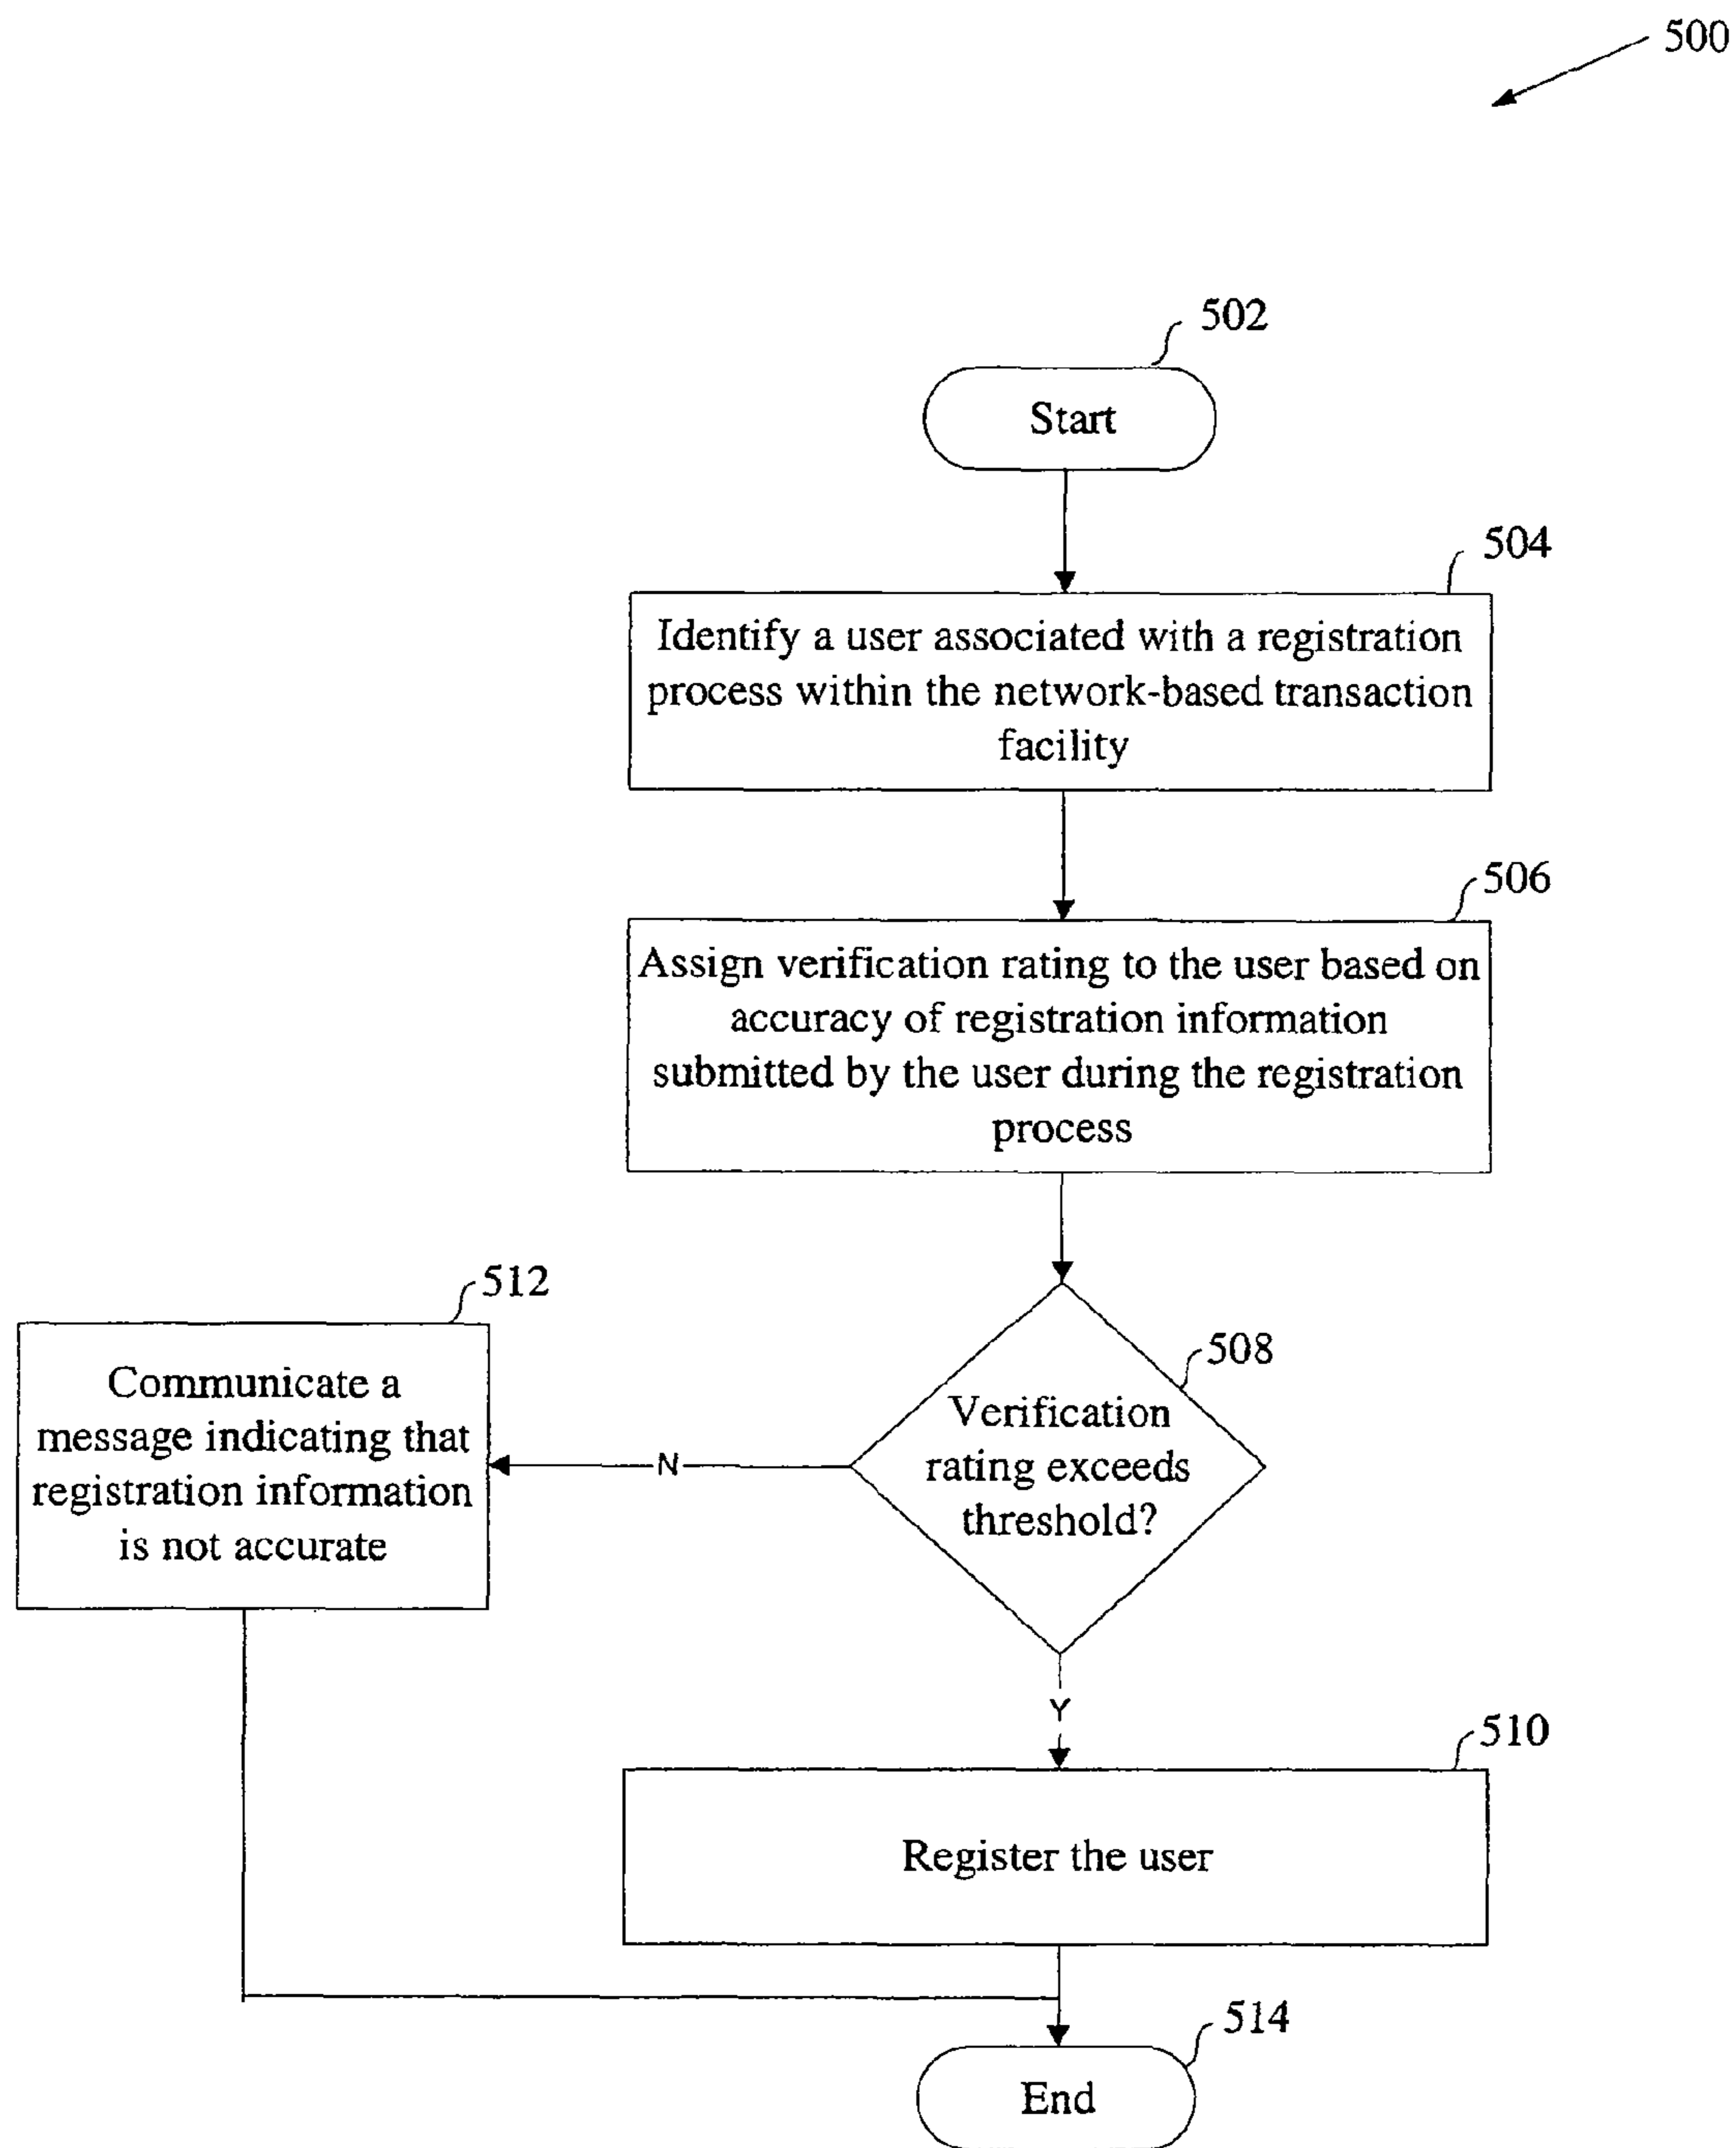 500
502
Start
504
Identify a user associated with a registration
process within the network-based transaction
facility
506
Assign verification rating to the user based on
accuracy of registration information
submitted by the user during the registration
process
512
Communicate a
message indicating that
registration information
is not accurate
508
Verification
rating exceeds
threshold?
N
Y
510
Register the user
514
End